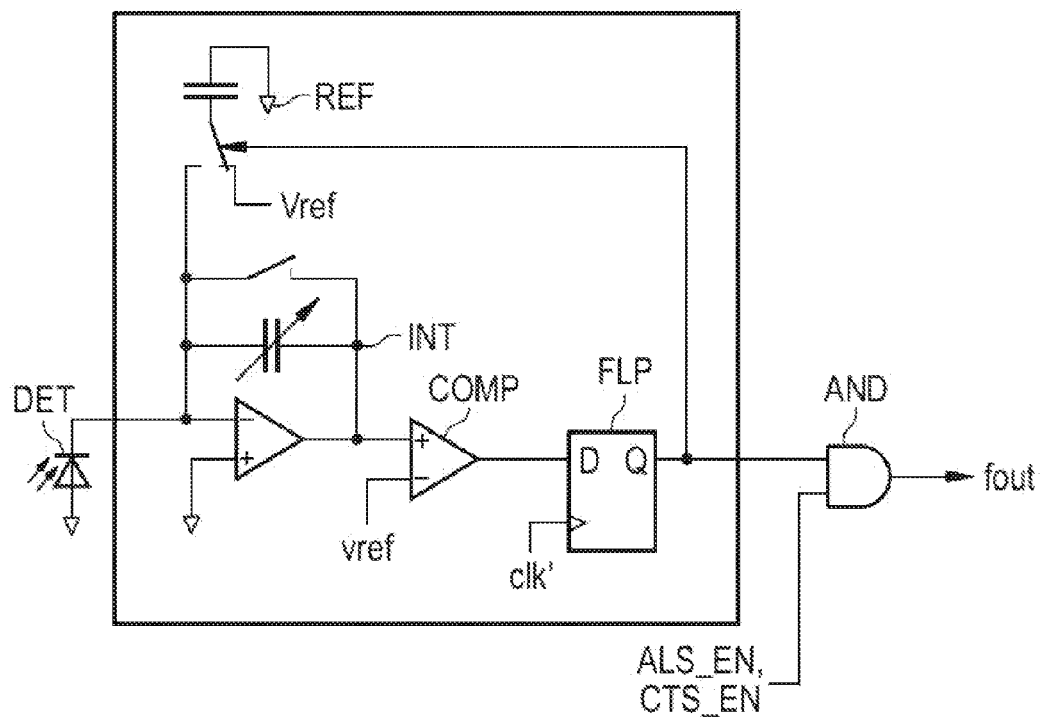 REF
Vref
INT
DET
COMP
FLP
AND
−
+
+
−
D Q
fout
vref
clk'
ALS_EN,
CTS_EN